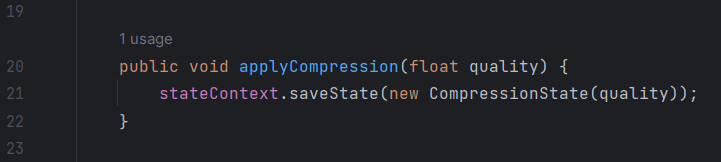 19
1 usage
20 public void applyCompression(float quality) {
21 stateContext.saveState(new CompressionState(quality));
22 }
23